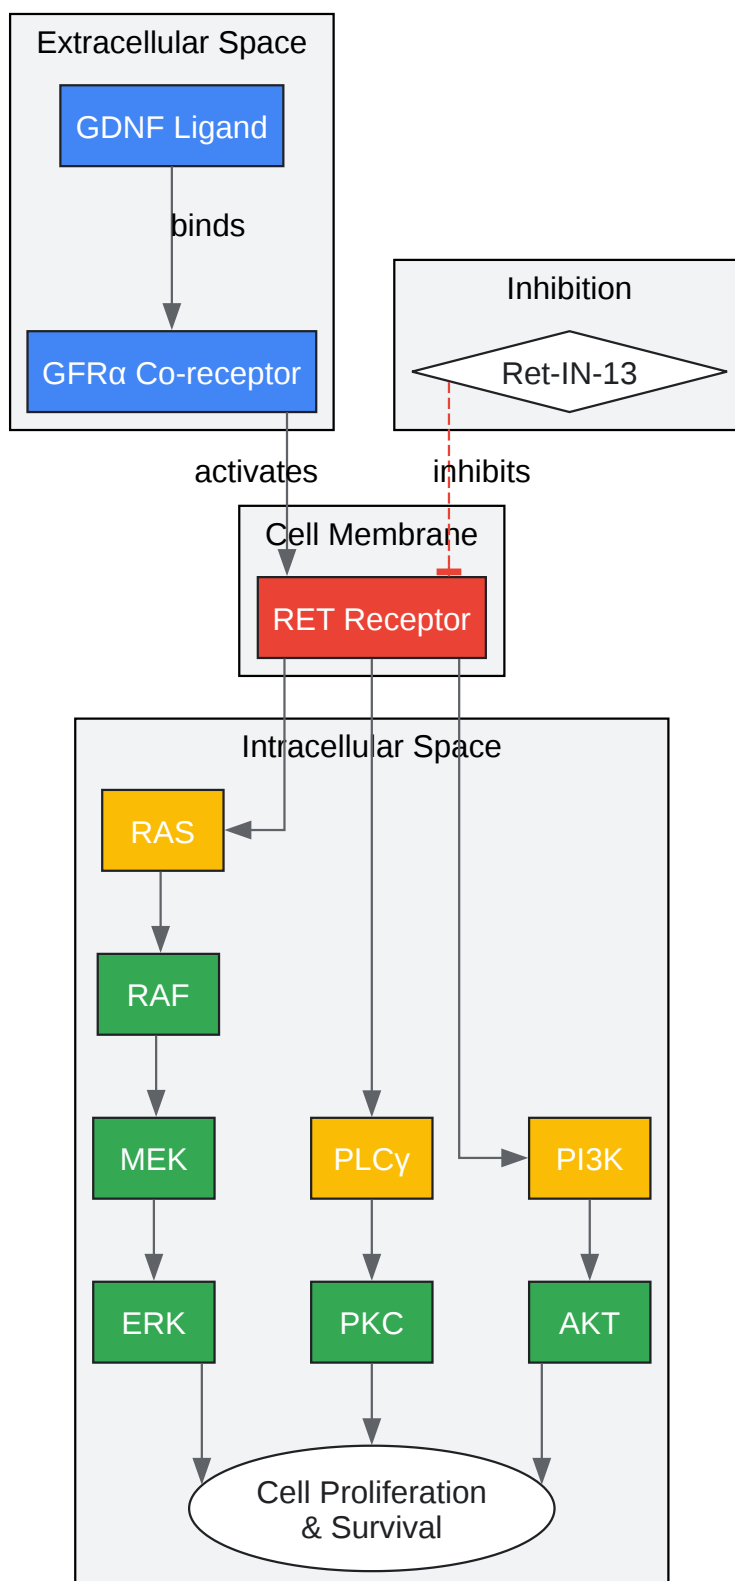 Extracellular Space
GDNF Ligand
binds
GFRα Co-receptor
Inhibition
Ret-IN-13
activates
inhibits
Cell Membrane
RET Receptor
Intracellular Space
RAS
RAF
MEK
PLCγ
PI3K
ERK
PKC
AKT
Cell Proliferation
& Survival